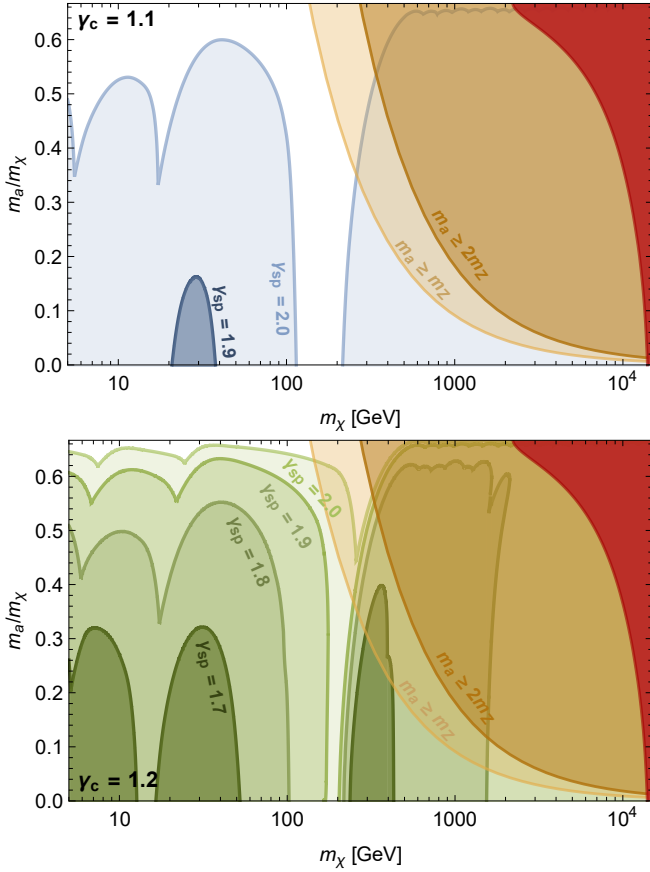 γc = 1.1
0.6
0.5
0.4
0.3
0.2
0.1
0.0
ma/mχ
γsp = 1.9
γsp = 2.0
ma ≥ mZ
ma ≥ 2mZ
10
100
1000
10^4
mχ [GeV]
0.6
0.5
0.4
0.3
0.2
0.1
0.0
ma/mχ
γsp = 2.0
γsp = 1.9
γsp = 1.8
γsp = 1.7
ma ≥ mZ
ma ≥ 2mZ
γc = 1.2
10
100
1000
10^4
mχ [GeV]